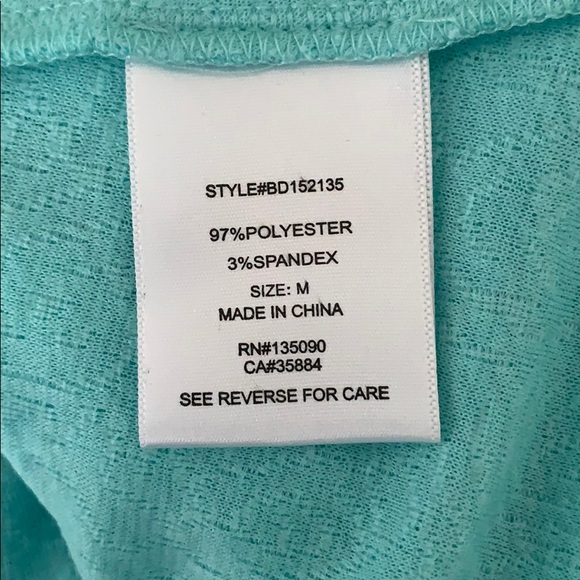 STYLE#BD152135
97%POLYESTER
3%SPANDEX
SIZE: M
MADE IN CHINA
RN#135090
CA#35884
SEE REVERSE FOR CARE